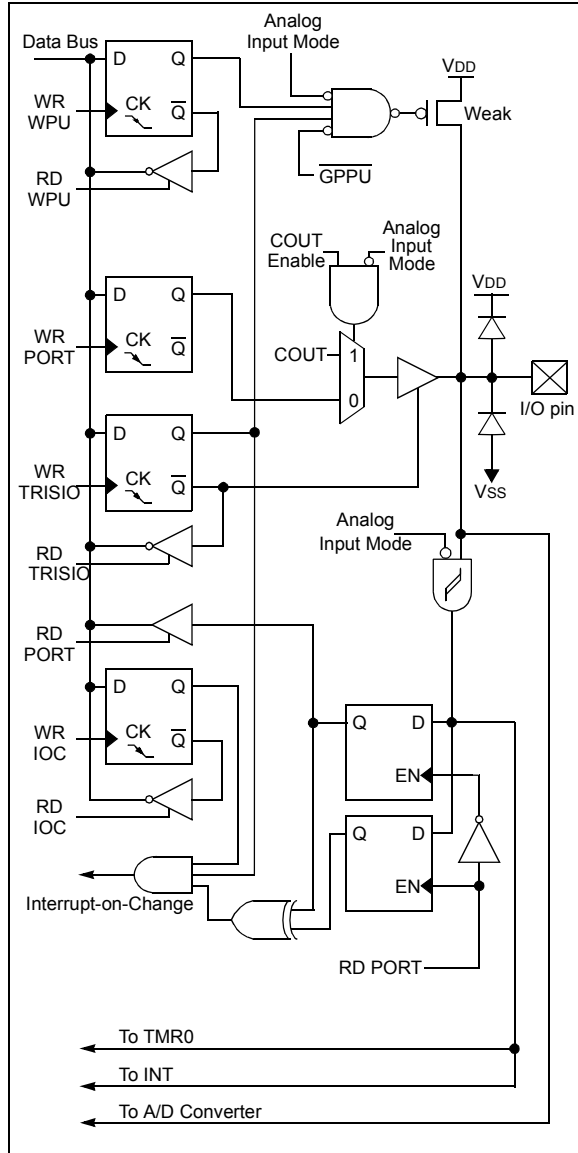 Analog
Input Mode
Data Bus
D Q
CK
Q
WR
WPU
RD
WPU
VDD
Weak
GPPU
COUT
Enable
Analog
Input
Mode
D Q
CK
Q
WR
PORT
COUT
1
0
VDD
I/O pin
VSS
D Q
CK
Q
WR
TRISIO
RD
TRISIO
Analog
Input Mode
RD
PORT
D Q
CK
Q
WR
IOC
RD
IOC
Q D
EN
Q D
EN
Interrupt-on-Change
RD PORT
To TMR0
To INT
To A/D Converter